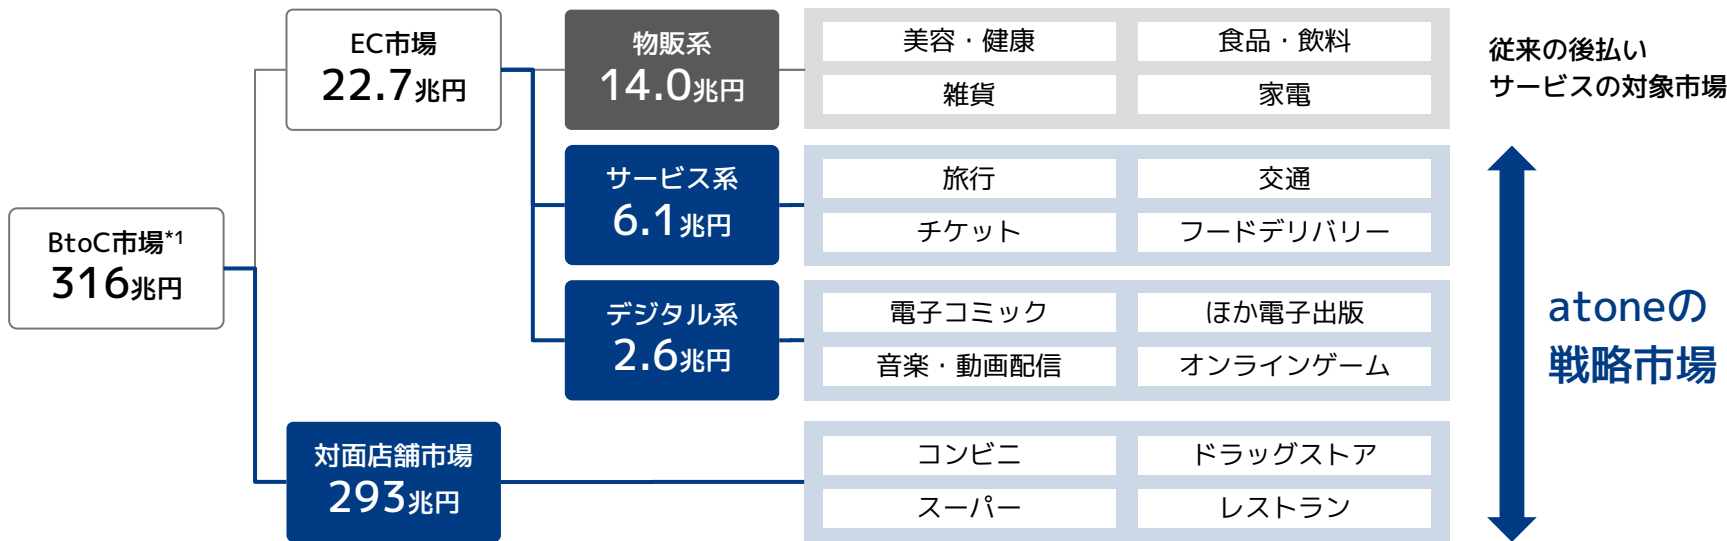 BtoC市場*1
316兆円
EC市場
22.7兆円
物販系
14.0兆円
美容・健康
食品・飲料
雑貨
家電
従来の後払い
サービスの対象市場
サービス系
6.1兆円
旅行
交通
チケット
フードデリバリー
デジタル系
2.6兆円
電子コミック
ほか電子出版
音楽・動画配信
オンラインゲーム
対面店舗市場
293兆円
コンビニ
ドラッグストア
スーパー
レストラン
atoneの
戦略市場